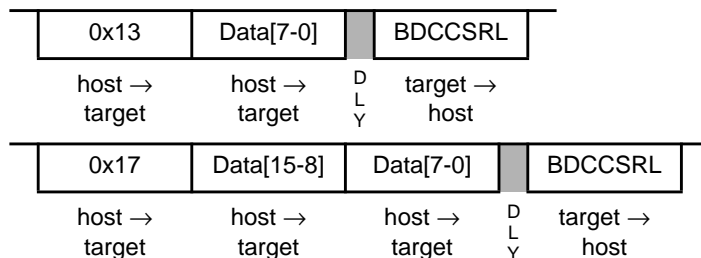 0x13 Data[7-0] BDCCSRL
host → host → D target →
target target L host
Y
0x17 Data[15-8] Data[7-0] BDCCSRL
host → host → host → D target →
target target target L host
Y